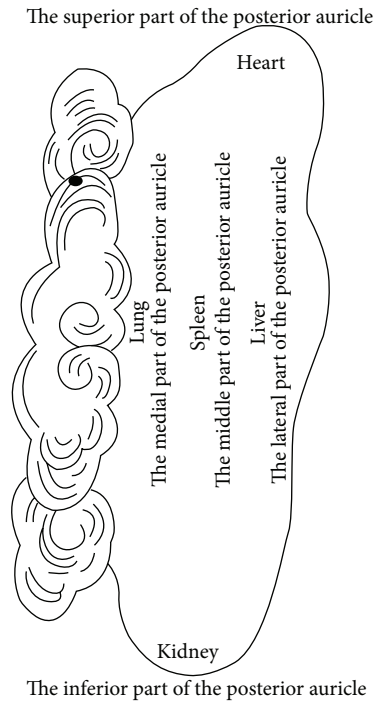 The superior part of the posterior auricle
Heart
Lung
The medial part of the posterior auricle
Spleen
The middle part of the posterior auricle
Liver
The lateral part of the posterior auricle
Kidney
The inferior part of the posterior auricle